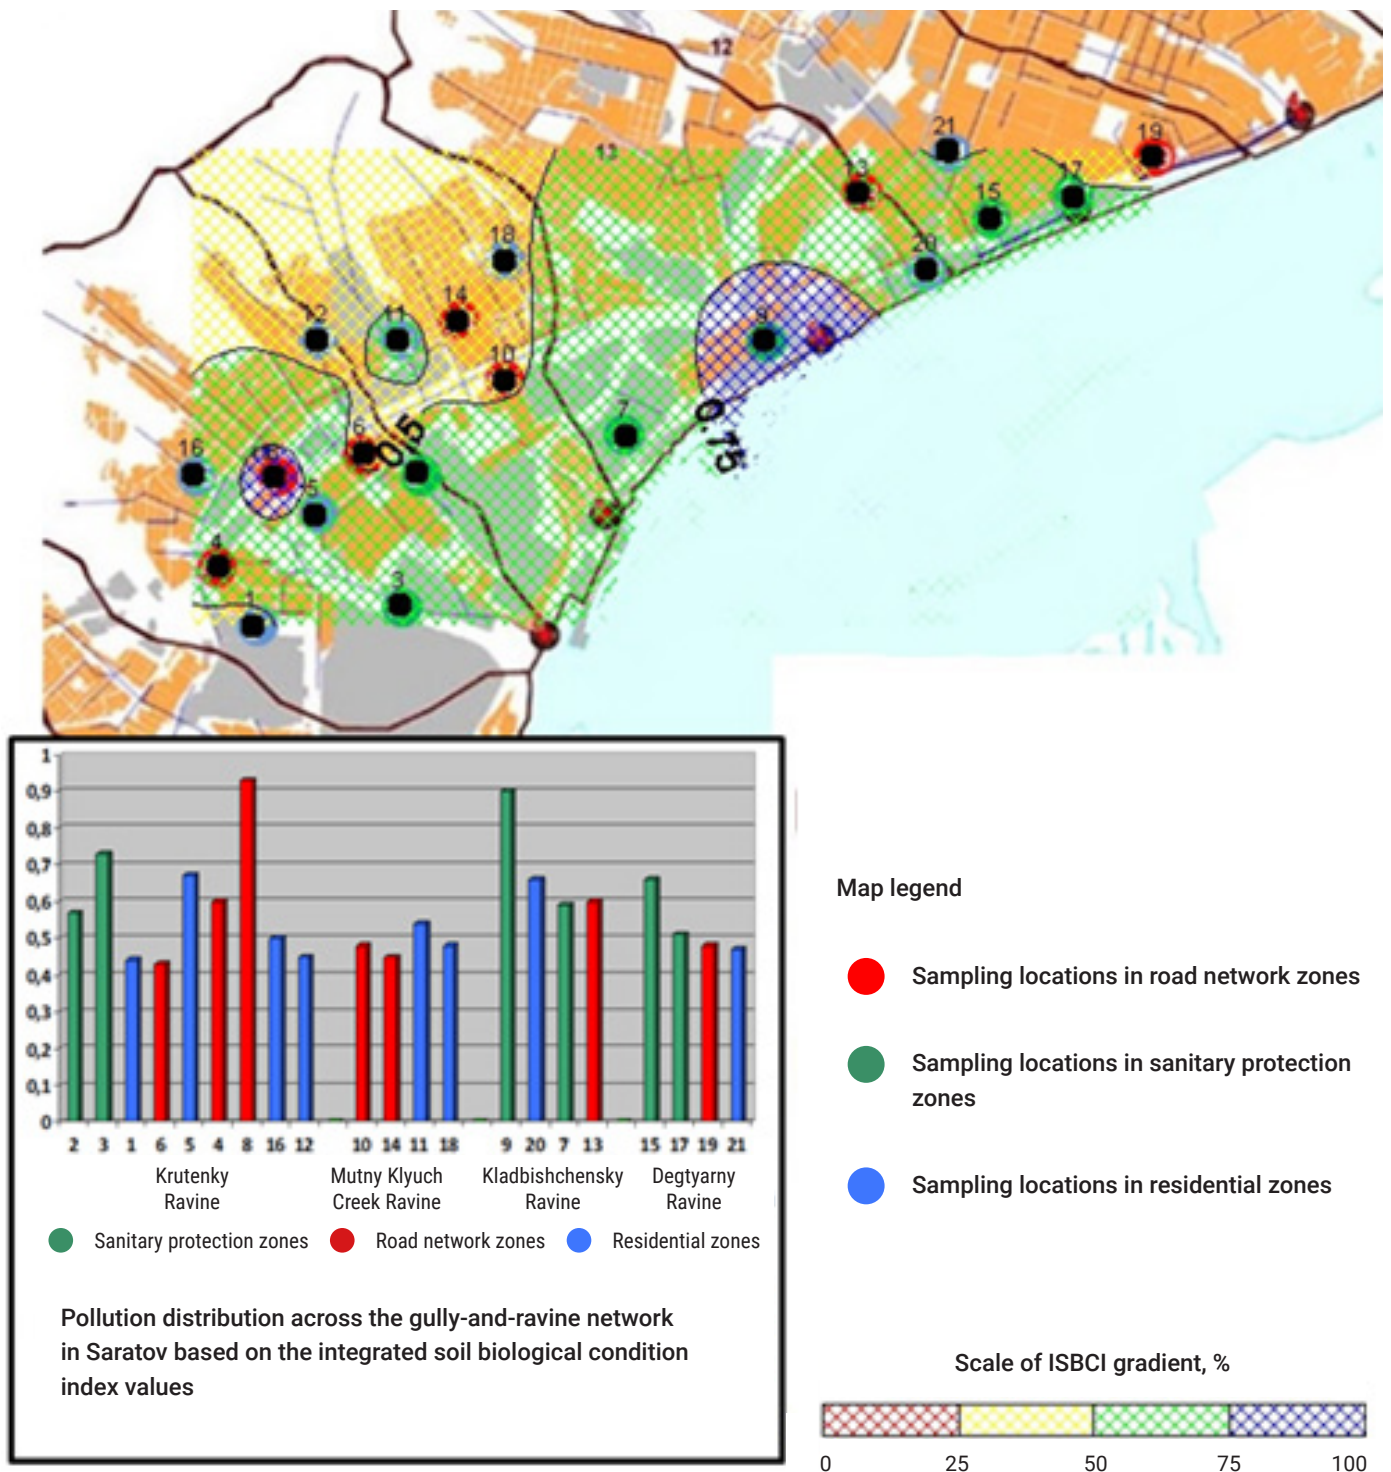 12
13
21
19
13
17
15
20
18
12
11
14
10
9
7
6
0.5
0.75
16
8
5
4
3
1
1
0,9
0,8
0,7
0,6
0,5
0,4
0,3
0,2
0,1
0
2 3 1 6 5 4 8 16 12 10 14 11 18 9 20 7 13 15 17 19 21
Krutenky Ravine
Mutny Klyuch Creek Ravine
Kladbishchensky Ravine
Degtyarny Ravine
Sanitary protection zones Road network zones Residential zones
Pollution distribution across the gully-and-ravine network
in Saratov based on the integrated soil biological condition
index values
Map legend
Sampling locations in road network zones
Sampling locations in sanitary protection
zones
Sampling locations in residential zones
Scale of ISBCI gradient, %
0 25 50 75 100